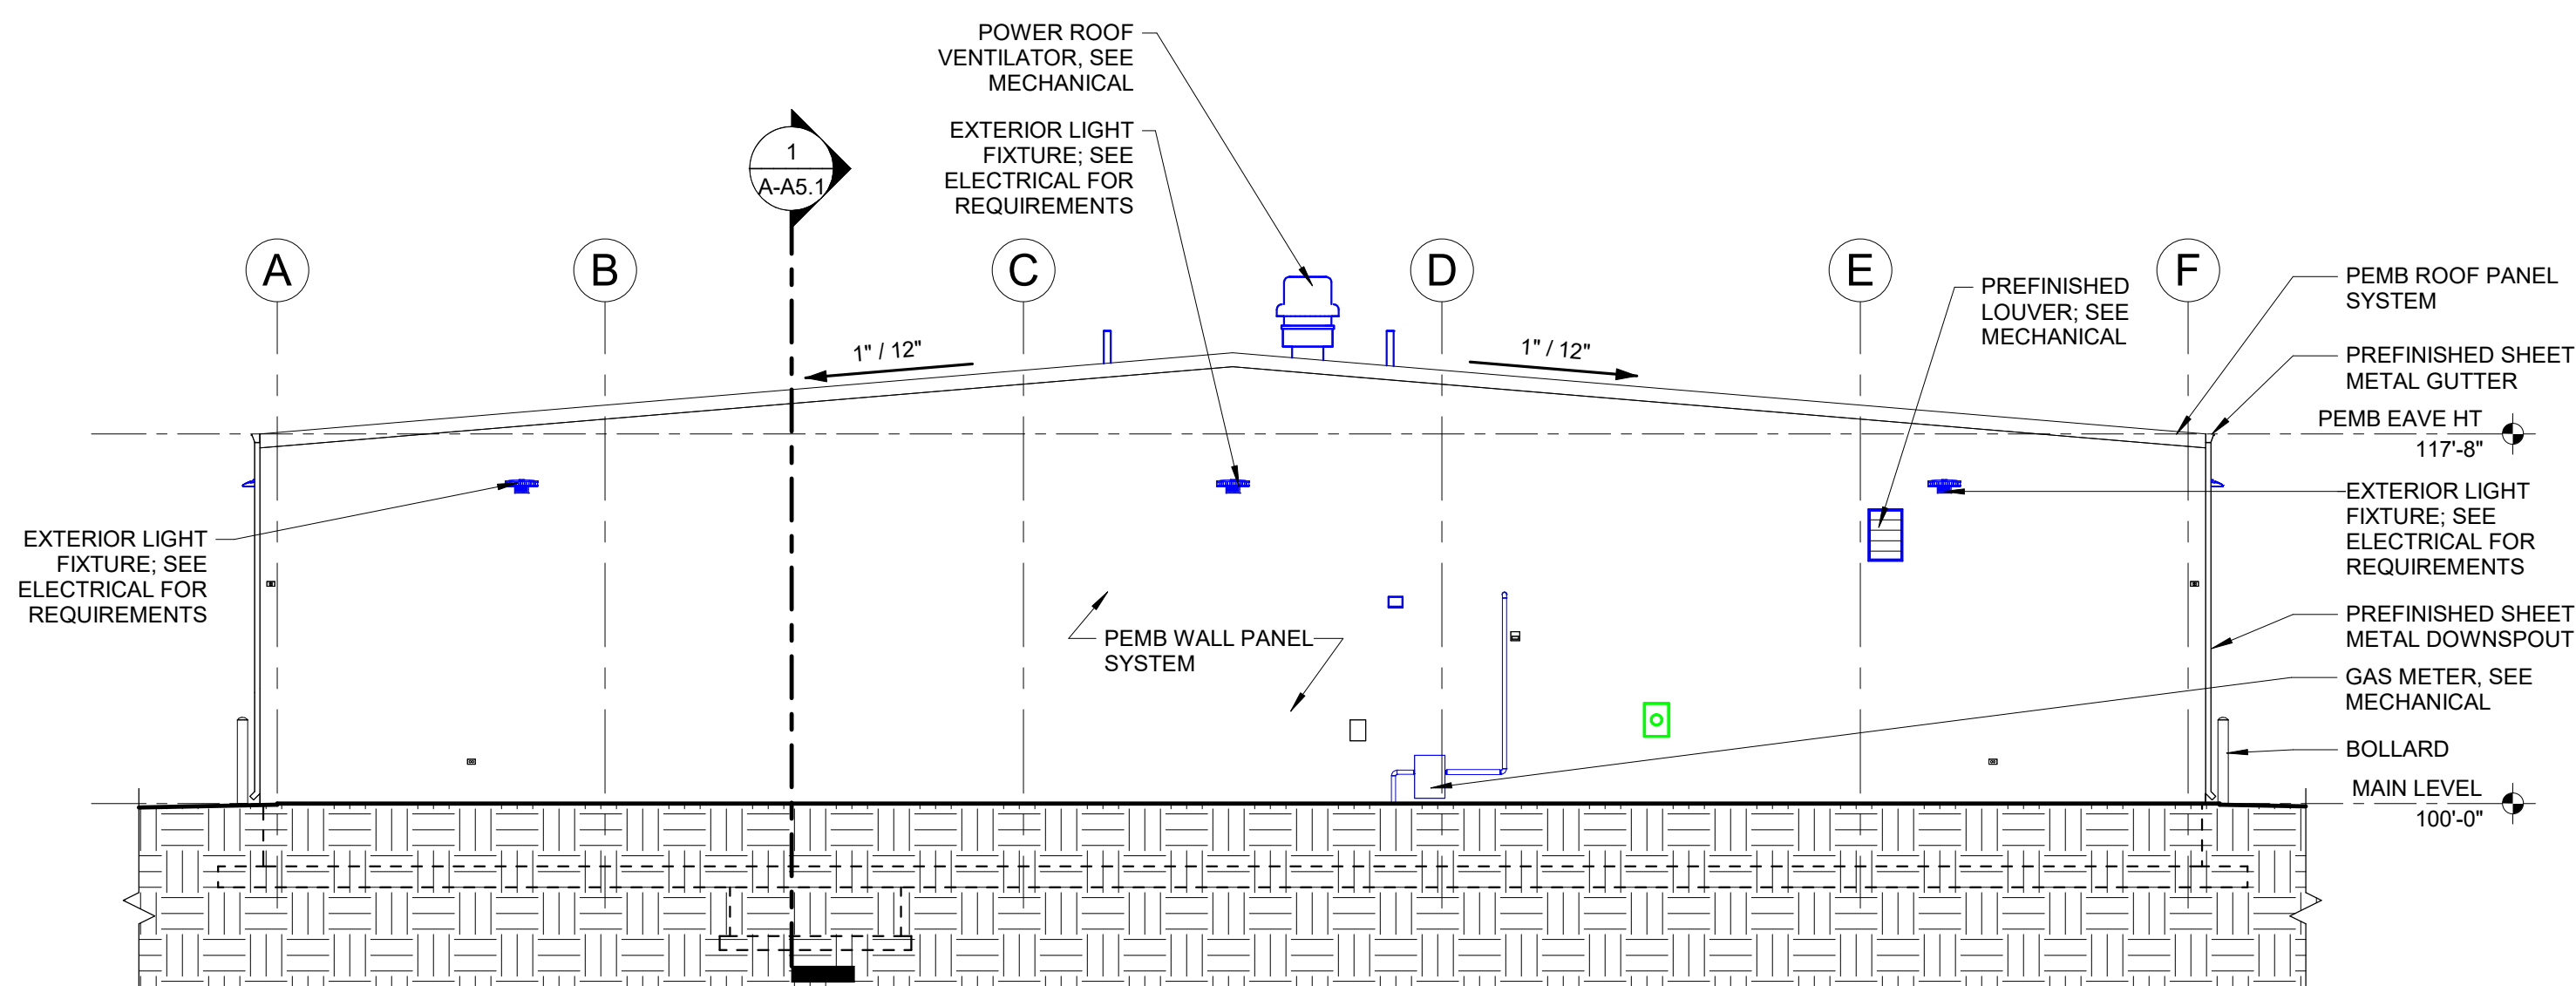 POWER ROOF
VENTILATOR, SEE
MECHANICAL
EXTERIOR LIGHT
FIXTURE; SEE
ELECTRICAL FOR
REQUIREMENTS
1
A-A5.1
A
B
C
D
E
F
1" / 12"
1" / 12"
PREFINISHED
LOUVER; SEE
MECHANICAL
PEMB ROOF PANEL
SYSTEM
PREFINISHED SHEET
METAL GUTTER
PEMB EAVE HT
117'-8"
EXTERIOR LIGHT
FIXTURE; SEE
ELECTRICAL FOR
REQUIREMENTS
EXTERIOR LIGHT
FIXTURE; SEE
ELECTRICAL FOR
REQUIREMENTS
PEMB WALL PANEL
SYSTEM
PREFINISHED SHEET
METAL DOWNSPOUT
GAS METER, SEE
MECHANICAL
BOLLARD
MAIN LEVEL
100'-0"